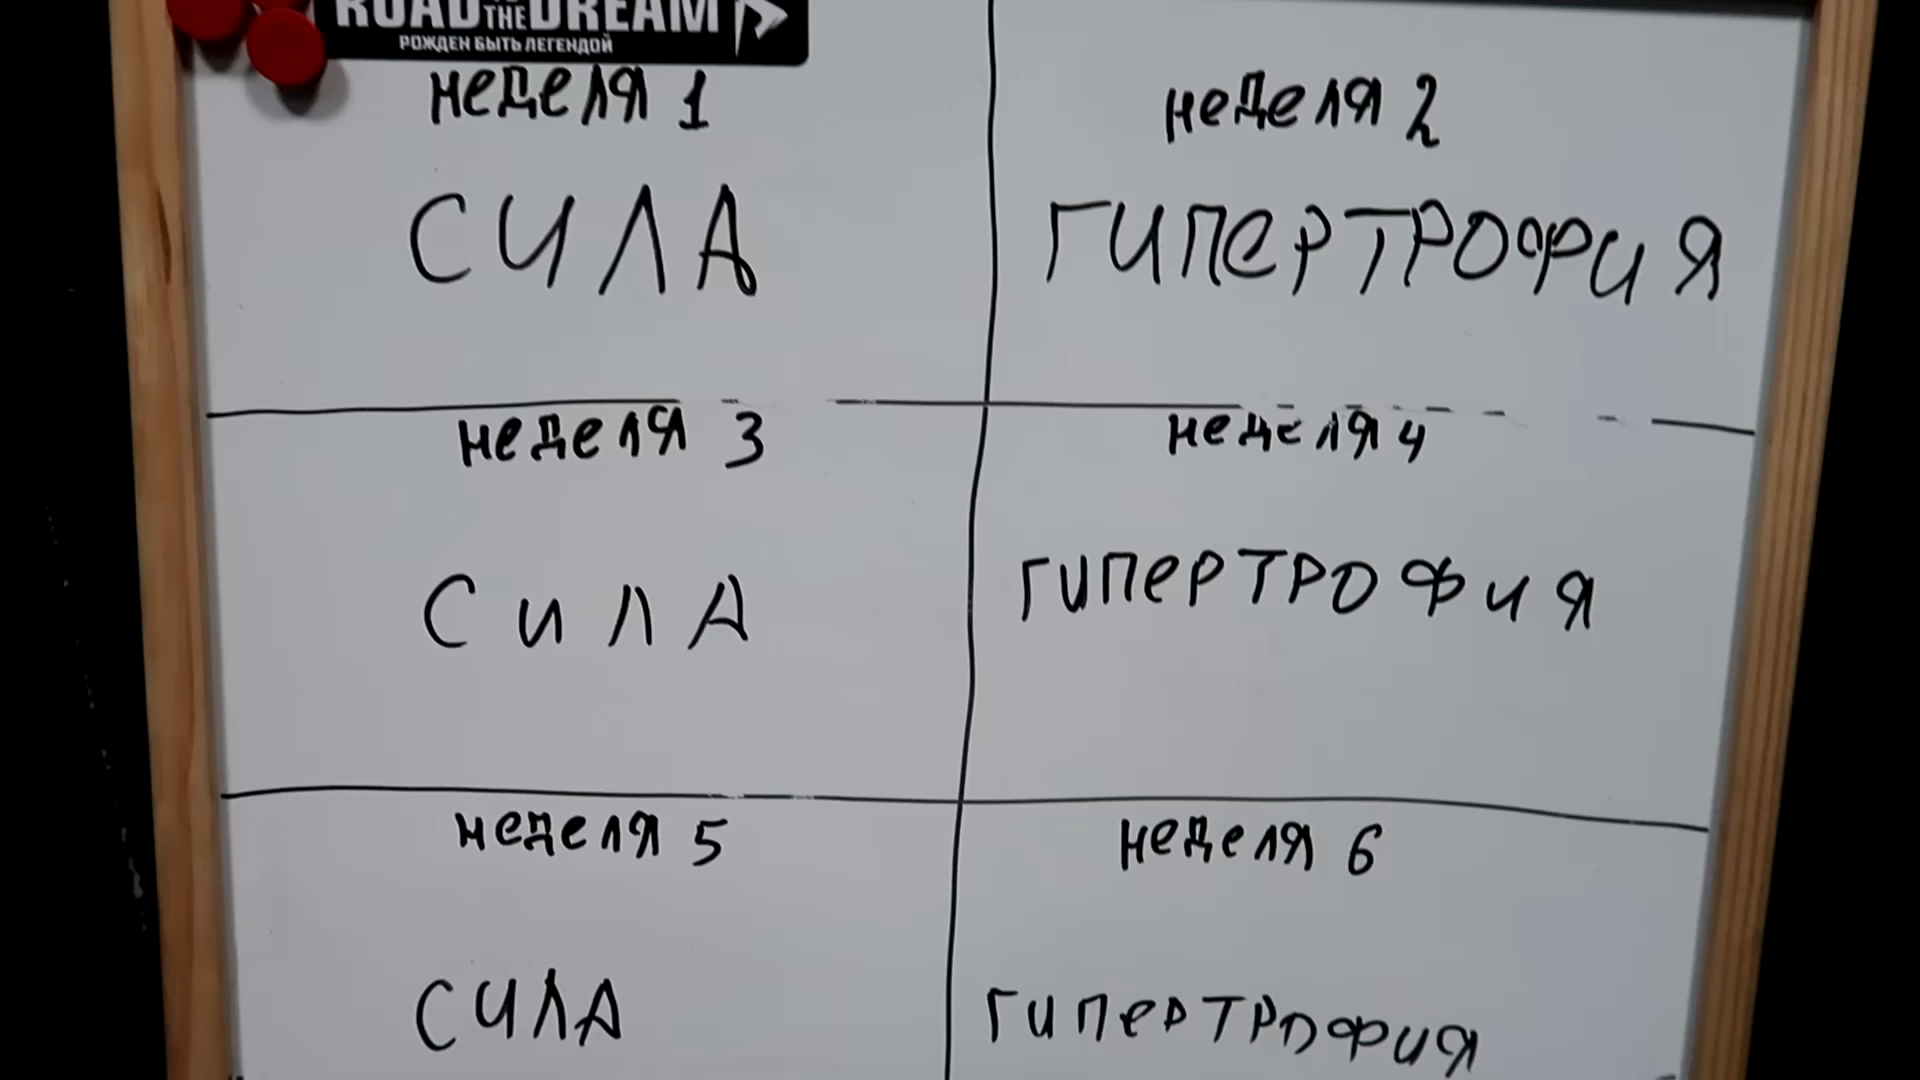 ROAD TO THE DREAM
РОЖДЕН БЫТЬ ЛЕГЕНДОЙ
неделя 1
СИЛА
неделя 2
ГИПЕРТРОФИЯ
неделя 3
СИЛА
неделя 4
ГИПЕРТРОФИЯ
неделя 5
СИЛА
неделя 6
ГИПЕРТРОФИЯ